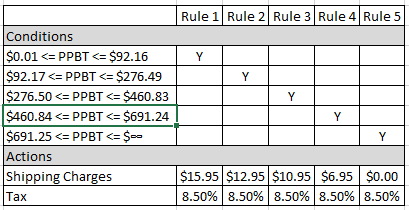 Rule 1 Rule 2 Rule 3 Rule 4 Rule 5
Conditions
$0.01 <= PPBT <= $92.16 Y
$92.17 <= PPBT <= $276.49 Y
$276.50 <= PPBT <= $460.83 Y
$460.84 <= PPBT <= $691.24 Y
$691.25 <= PPBT <= $∞ Y
Actions
Shipping Charges $15.95 $12.95 $10.95 $6.95 $0.00
Tax 8.50% 8.50% 8.50% 8.50% 8.50%